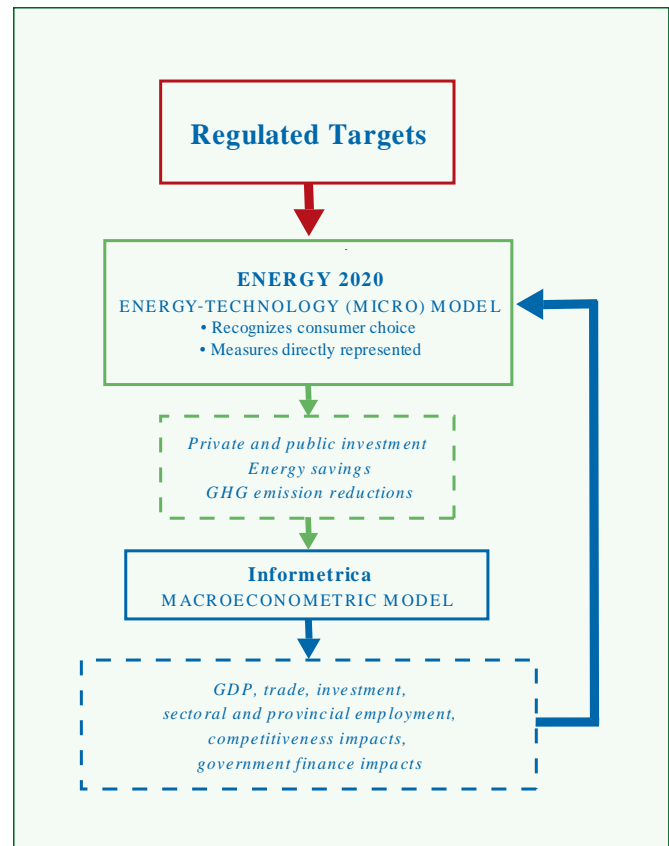 Regulated Targets
ENERGY 2020
ENERGY-TECHNOLOGY (MICRO) MODEL
• Recognizes consumer choice
• Measures directly represented
Private and public investment
Energy savings
GHG emission reductions
Informetrica
MACROECONOMETRIC MODEL
GDP, trade, investment,
sectoral and provincial employment,
competitiveness impacts,
government finance impacts